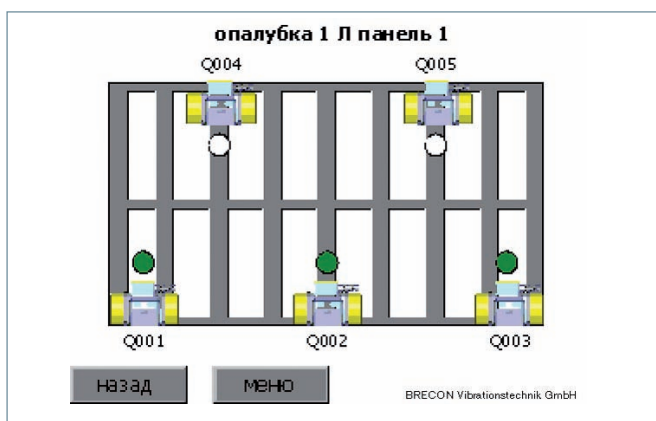 опалубка 1 Л панель 1
Q004 Q005
Q001 Q002 Q003
назад меню
BRECON Vibrationstechnik GmbH